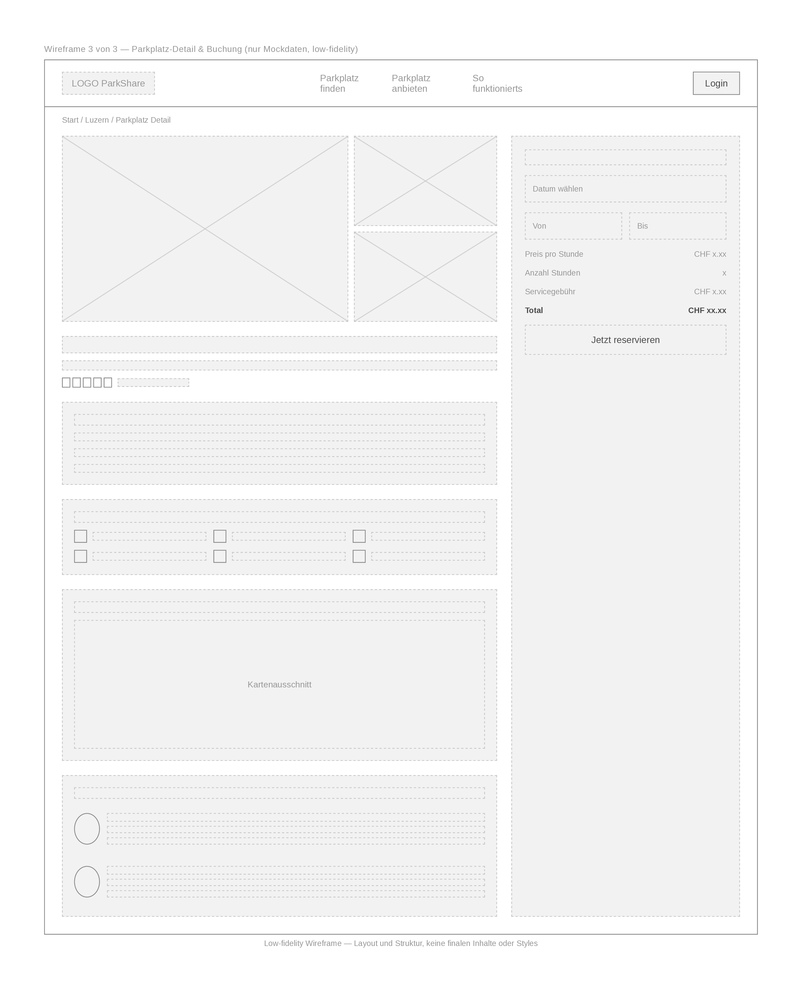 Wireframe 3 von 3 — Parkplatz-Detail & Buchung (nur Mockdaten, low-fidelity)
LOGO ParkShare
Parkplatz
finden
Parkplatz
anbieten
So
funktionierts
Login
Start / Luzern / Parkplatz Detail
Datum wählen
Von
Bis
Preis pro Stunde CHF x.xx
Anzahl Stunden x
Servicegebühr CHF x.xx
Total CHF xx.xx
Jetzt reservieren
Kartenausschnitt
Low-fidelity Wireframe — Layout und Struktur, keine finalen Inhalte oder Styles